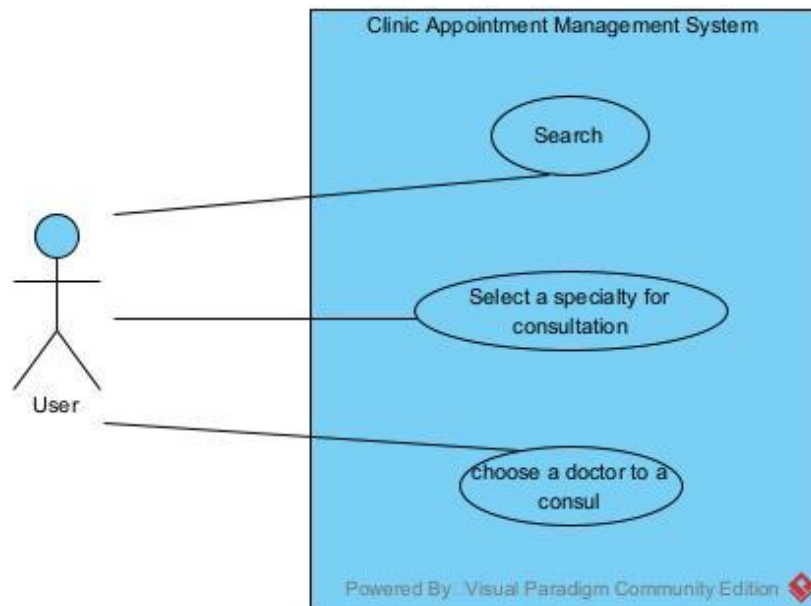 Clinic Appointment Management System
Search
Select a specialty for
consultation
User
choose a doctor to a
consul
Powered By Visual Paradigm Community Edition